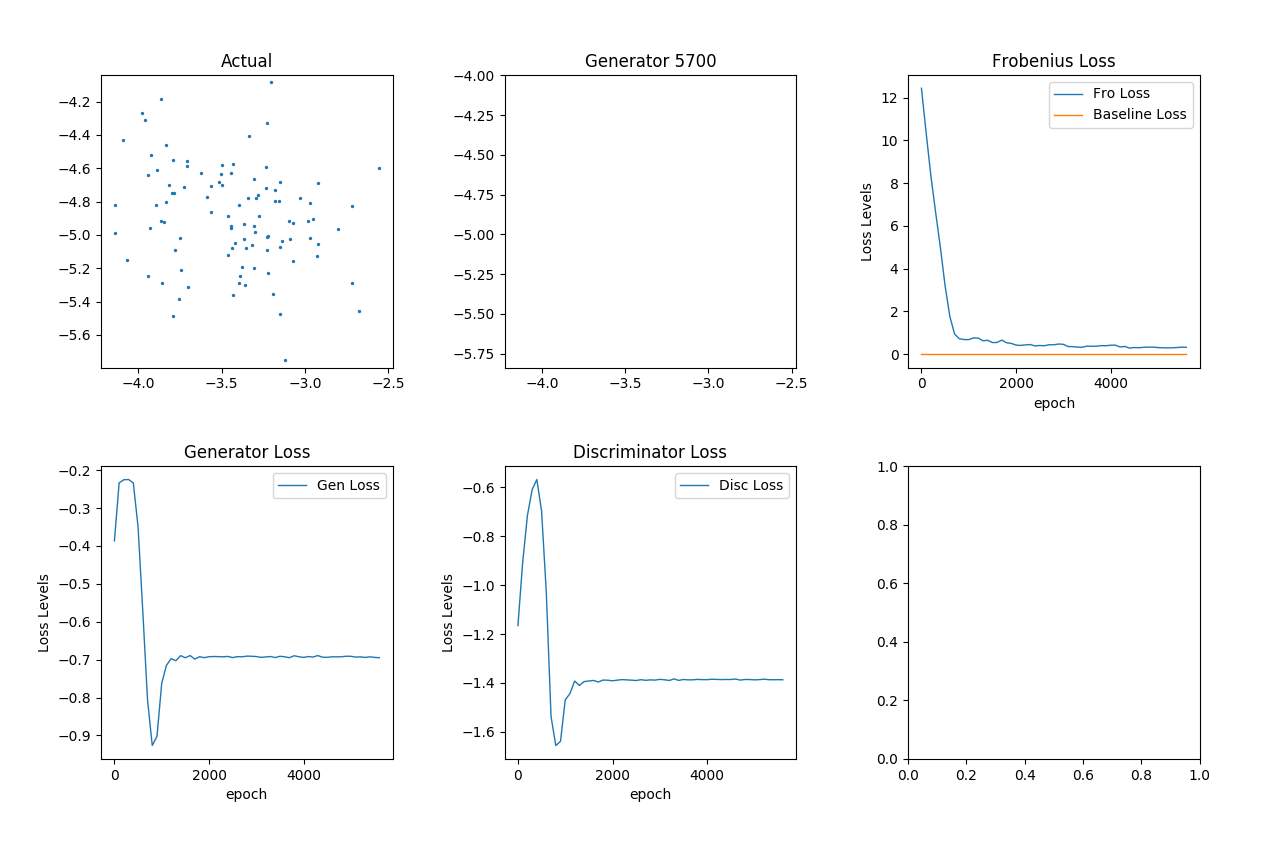 Actual
−4.2
−4.4
−4.6
−4.8
−5.0
−5.2
−5.4
−5.6
−4.0 −3.5 −3.0 −2.5
Generator 5700
−4.00
−4.25
−4.50
−4.75
−5.00
−5.25
−5.50
−5.75
−4.0 −3.5 −3.0 −2.5
Frobenius Loss
Fro Loss
Baseline Loss
Loss Levels
12
10
8
6
4
2
0
0 2000 4000
epoch
Generator Loss
Gen Loss
Loss Levels
−0.2
−0.3
−0.4
−0.5
−0.6
−0.7
−0.8
−0.9
0 2000 4000
epoch
Discriminator Loss
Disc Loss
Loss Levels
−0.6
−0.8
−1.0
−1.2
−1.4
−1.6
0 2000 4000
epoch
1.0
0.8
0.6
0.4
0.2
0.0
0.0 0.2 0.4 0.6 0.8 1.0